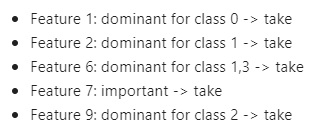 • Feature 1: dominant for class 0 -> take
• Feature 2: dominant for class 1 -> take
• Feature 6: dominant for class 1,3 -> take
• Feature 7: important -> take
• Feature 9: dominant for class 2 -> take